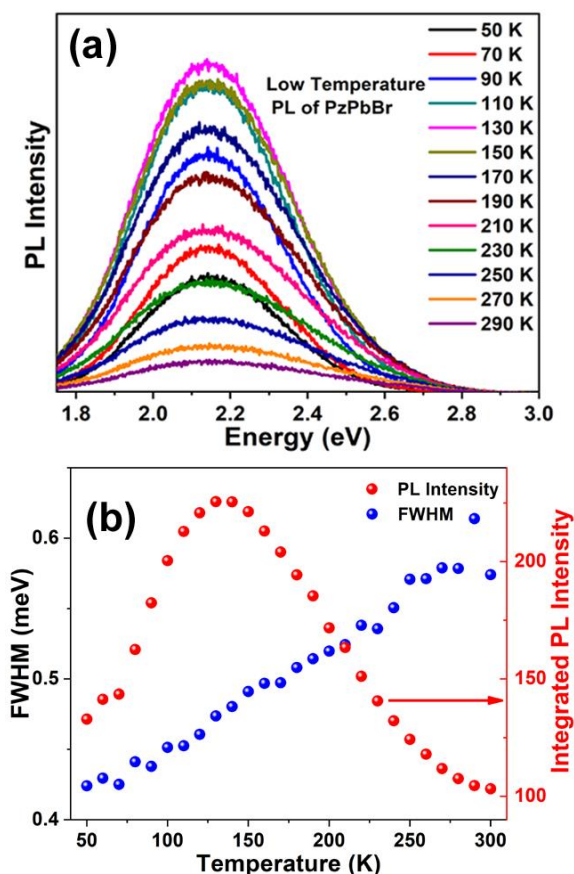 (a)
Low Temperature
PL of PzPbBr
50 K
70 K
90 K
110 K
130 K
150 K
170 K
190 K
210 K
230 K
250 K
270 K
290 K
PL Intensity
1.8 2.0 2.2 2.4 2.6 2.8 3.0
Energy (eV)
(b)
PL Intensity
FWHM
0.6
0.5
0.4
FWHM (meV)
200
150
100
Integrated PL Intensity
50 100 150 200 250 300
Temperature (K)